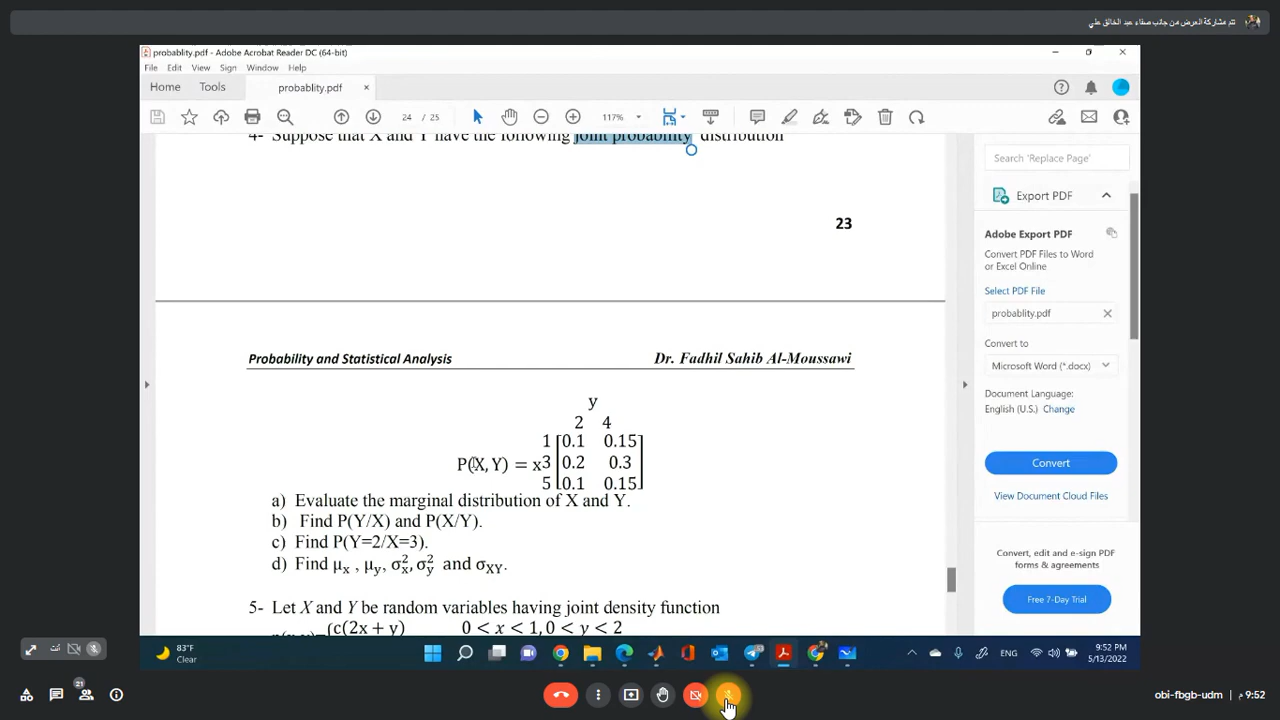 تتم مشاركة العرض من جانب صفاء عبد الخالق علي
probablity.pdf - Adobe Acrobat Reader DC (64-bit)
File Edit View Sign Window Help
Home Tools probablity.pdf ×
24 / 25 117%
4- Suppose that X and Y have the following joint probability distribution
23
Probability and Statistical Analysis Dr. Fadhil Sahib Al-Moussawi
y
2 4
1 [0.1 0.15]
P(X, Y) = x3 [0.2 0.3]
5 [0.1 0.15]
a) Evaluate the marginal distribution of X and Y.
b) Find P(Y/X) and P(X/Y).
c) Find P(Y=2/X=3).
d) Find μx , μy, σ²x, σ²y and σXY.
5- Let X and Y be random variables having joint density function
(c(2x + y) 0 < x < 1, 0 < y < 2
Search 'Replace Page'
Export PDF
Adobe Export PDF
Convert PDF Files to Word
or Excel Online
Select PDF File
probablity.pdf
Convert to
Microsoft Word (*.docx)
Document Language:
English (U.S.) Change
Convert
View Document Cloud Files
Convert, edit and e-sign PDF
forms & agreements
Free 7-Day Trial
أنت
83°F
Clear
ENG
9:52 PM
5/13/2022
21
obi-fbgb-udm | 9:52 م